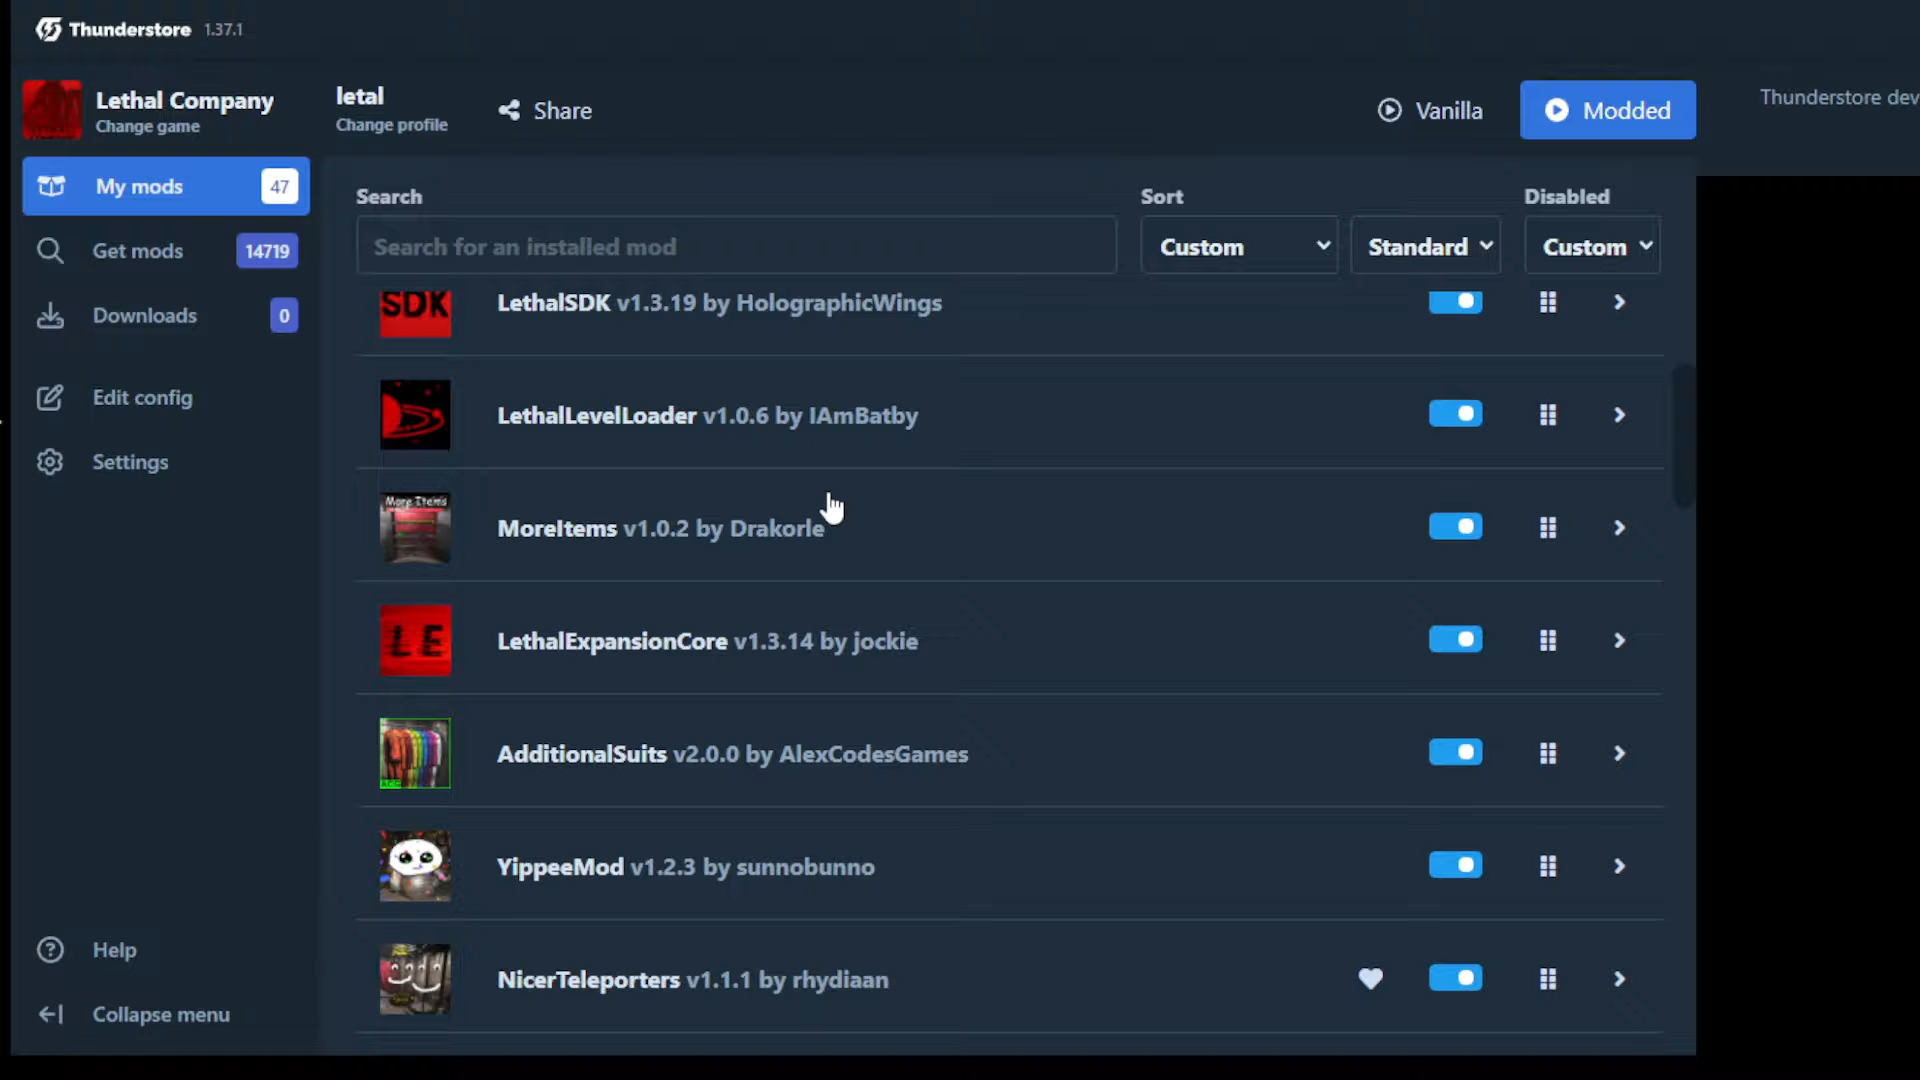 Thunderstore 1.37.1
Lethal Company
Change game
letal
Change profile
Share
Vanilla
Modded
Thunderstore dev
My mods 47
Get mods 14719
Downloads 0
Edit config
Settings
Help
Collapse menu
Search
Search for an installed mod
Sort
Custom
Standard
Disabled
Custom
SDK
LethalSDK v1.3.19 by HolographicWings
LethalLevelLoader v1.0.6 by IAmBatby
More Items
MoreItems v1.0.2 by Drakorle
LE
LethalExpansionCore v1.3.14 by jockie
ACG
AdditionalSuits v2.0.0 by AlexCodesGames
YippeeMod v1.2.3 by sunnobunno
NicerTeleporters v1.1.1 by rhydiaan